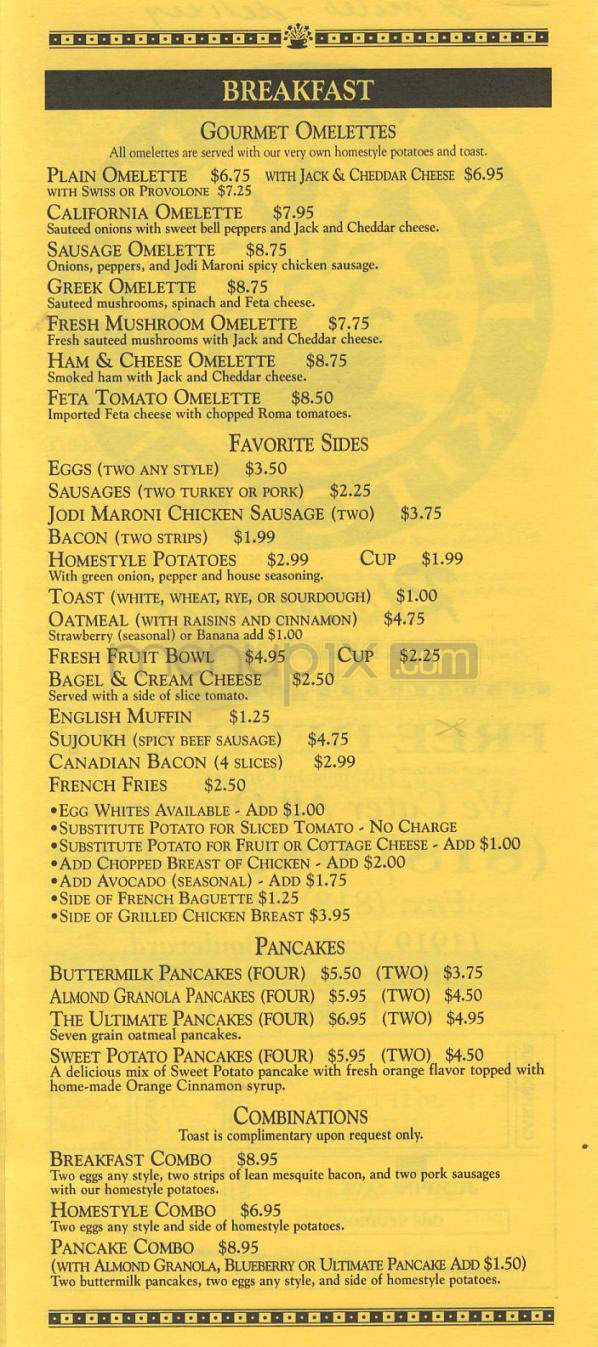 BREAKFAST
GOURMET OMELETTES
All omelettes are served with our very own homestyle potatoes and toast.
PLAIN OMELETTE $6.75 WITH JACK & CHEDDAR CHEESE $6.95
WITH SWISS OR PROVOLONE $7.25
CALIFORNIA OMELETTE $7.95
Sauteed onions with sweet bell peppers and Jack and Cheddar cheese.
SAUSAGE OMELETTE $8.75
Onions, peppers, and Jodi Maroni spicy chicken sausage.
GREEK OMELETTE $8.75
Sauteed mushrooms, spinach and Feta cheese.
FRESH MUSHROOM OMELETTE $7.75
Fresh sauteed mushrooms with Jack and Cheddar cheese.
HAM & CHEESE OMELETTE $8.75
Smoked ham with Jack and Cheddar cheese.
FETA TOMATO OMELETTE $8.50
Imported Feta cheese with chopped Roma tomatoes.
FAVORITE SIDES
EGGS (TWO ANY STYLE) $3.50
SAUSAGES (TWO TURKEY OR PORK) $2.25
JODI MARONI CHICKEN SAUSAGE (TWO) $3.75
BACON (TWO STRIPS) $1.99
HOMESTYLE POTATOES $2.99 CUP $1.99
With green onion, pepper and house seasoning.
TOAST (WHITE, WHEAT, RYE, OR SOURDOUGH) $1.00
OATMEAL (WITH RAISINS AND CINNAMON) $4.75
Strawberry (seasonal) or Banana add $1.00
FRESH FRUIT BOWL $4.95 CUP $2.25
menupix.com
BAGEL & CREAM CHEESE $2.50
Served with a side of slice tomato.
ENGLISH MUFFIN $1.25
SUJOUKH (SPICY BEEF SAUSAGE) $4.75
CANADIAN BACON (4 SLICES) $2.99
FRENCH FRIES $2.50
•EGG WHITES AVAILABLE - ADD $1.00
•SUBSTITUTE POTATO FOR SLICED TOMATO - NO CHARGE
•SUBSTITUTE POTATO FOR FRUIT OR COTTAGE CHEESE - ADD $1.00
•ADD CHOPPED BREAST OF CHICKEN - ADD $2.00
•ADD AVOCADO (SEASONAL) - ADD $1.75
•SIDE OF FRENCH BAGUETTE $1.25
•SIDE OF GRILLED CHICKEN BREAST $3.95
PANCAKES
BUTTERMILK PANCAKES (FOUR) $5.50 (TWO) $3.75
ALMOND GRANOLA PANCAKES (FOUR) $5.95 (TWO) $4.50
THE ULTIMATE PANCAKES (FOUR) $6.95 (TWO) $4.95
Seven grain oatmeal pancakes.
SWEET POTATO PANCAKES (FOUR) $5.95 (TWO) $4.50
A delicious mix of Sweet Potato pancake with fresh orange flavor topped with
home-made Orange Cinnamon syrup.
COMBINATIONS
Toast is complimentary upon request only.
BREAKFAST COMBO $8.95
Two eggs any style, two strips of lean mesquite bacon, and two pork sausages
with our homestyle potatoes.
HOMESTYLE COMBO $6.95
Two eggs any style and side of homestyle potatoes.
PANCAKE COMBO $8.95
(WITH ALMOND GRANOLA, BLUEBERRY OR ULTIMATE PANCAKE ADD $1.50)
Two buttermilk pancakes, two eggs any style, and side of homestyle potatoes.